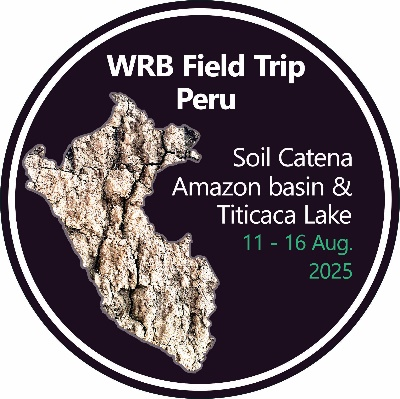 WRB Field Trip
Peru
Soil Catena
Amazon basin &
Titicaca Lake
11 - 16 Aug.
2025